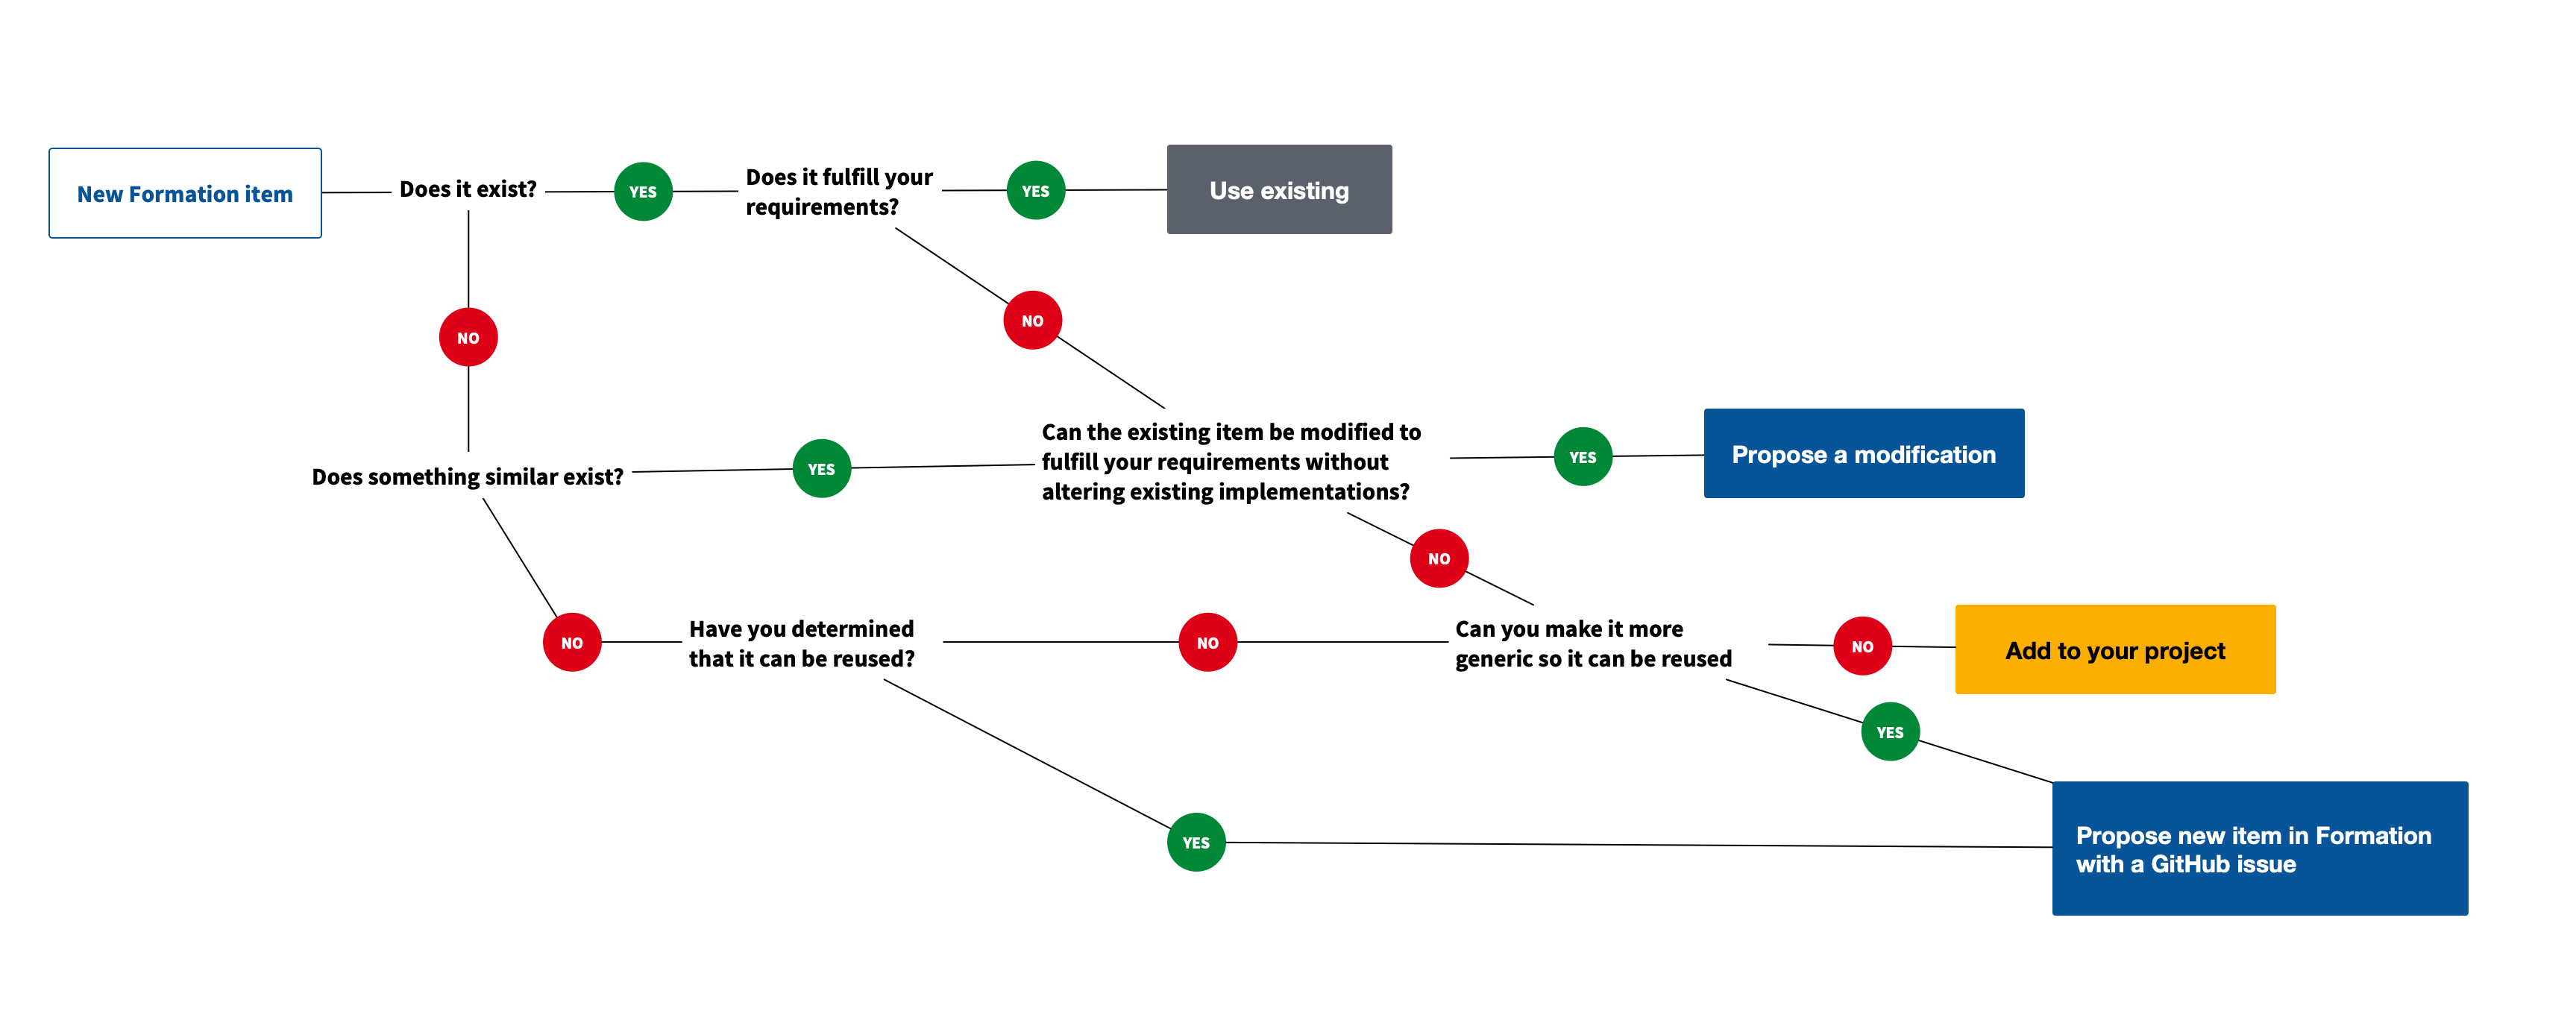 New Formation item
Does it exist?
YES
Does it fulfill your
requirements?
YES
Use existing
NO
NO
Does something similar exist?
YES
Can the existing item be modified to
fulfill your requirements without
altering existing implementations?
YES
Propose a modification
NO
NO
Have you determined
that it can be reused?
NO
Can you make it more
generic so it can be reused
NO
Add to your project
YES
YES
Propose new item in Formation
with a GitHub issue